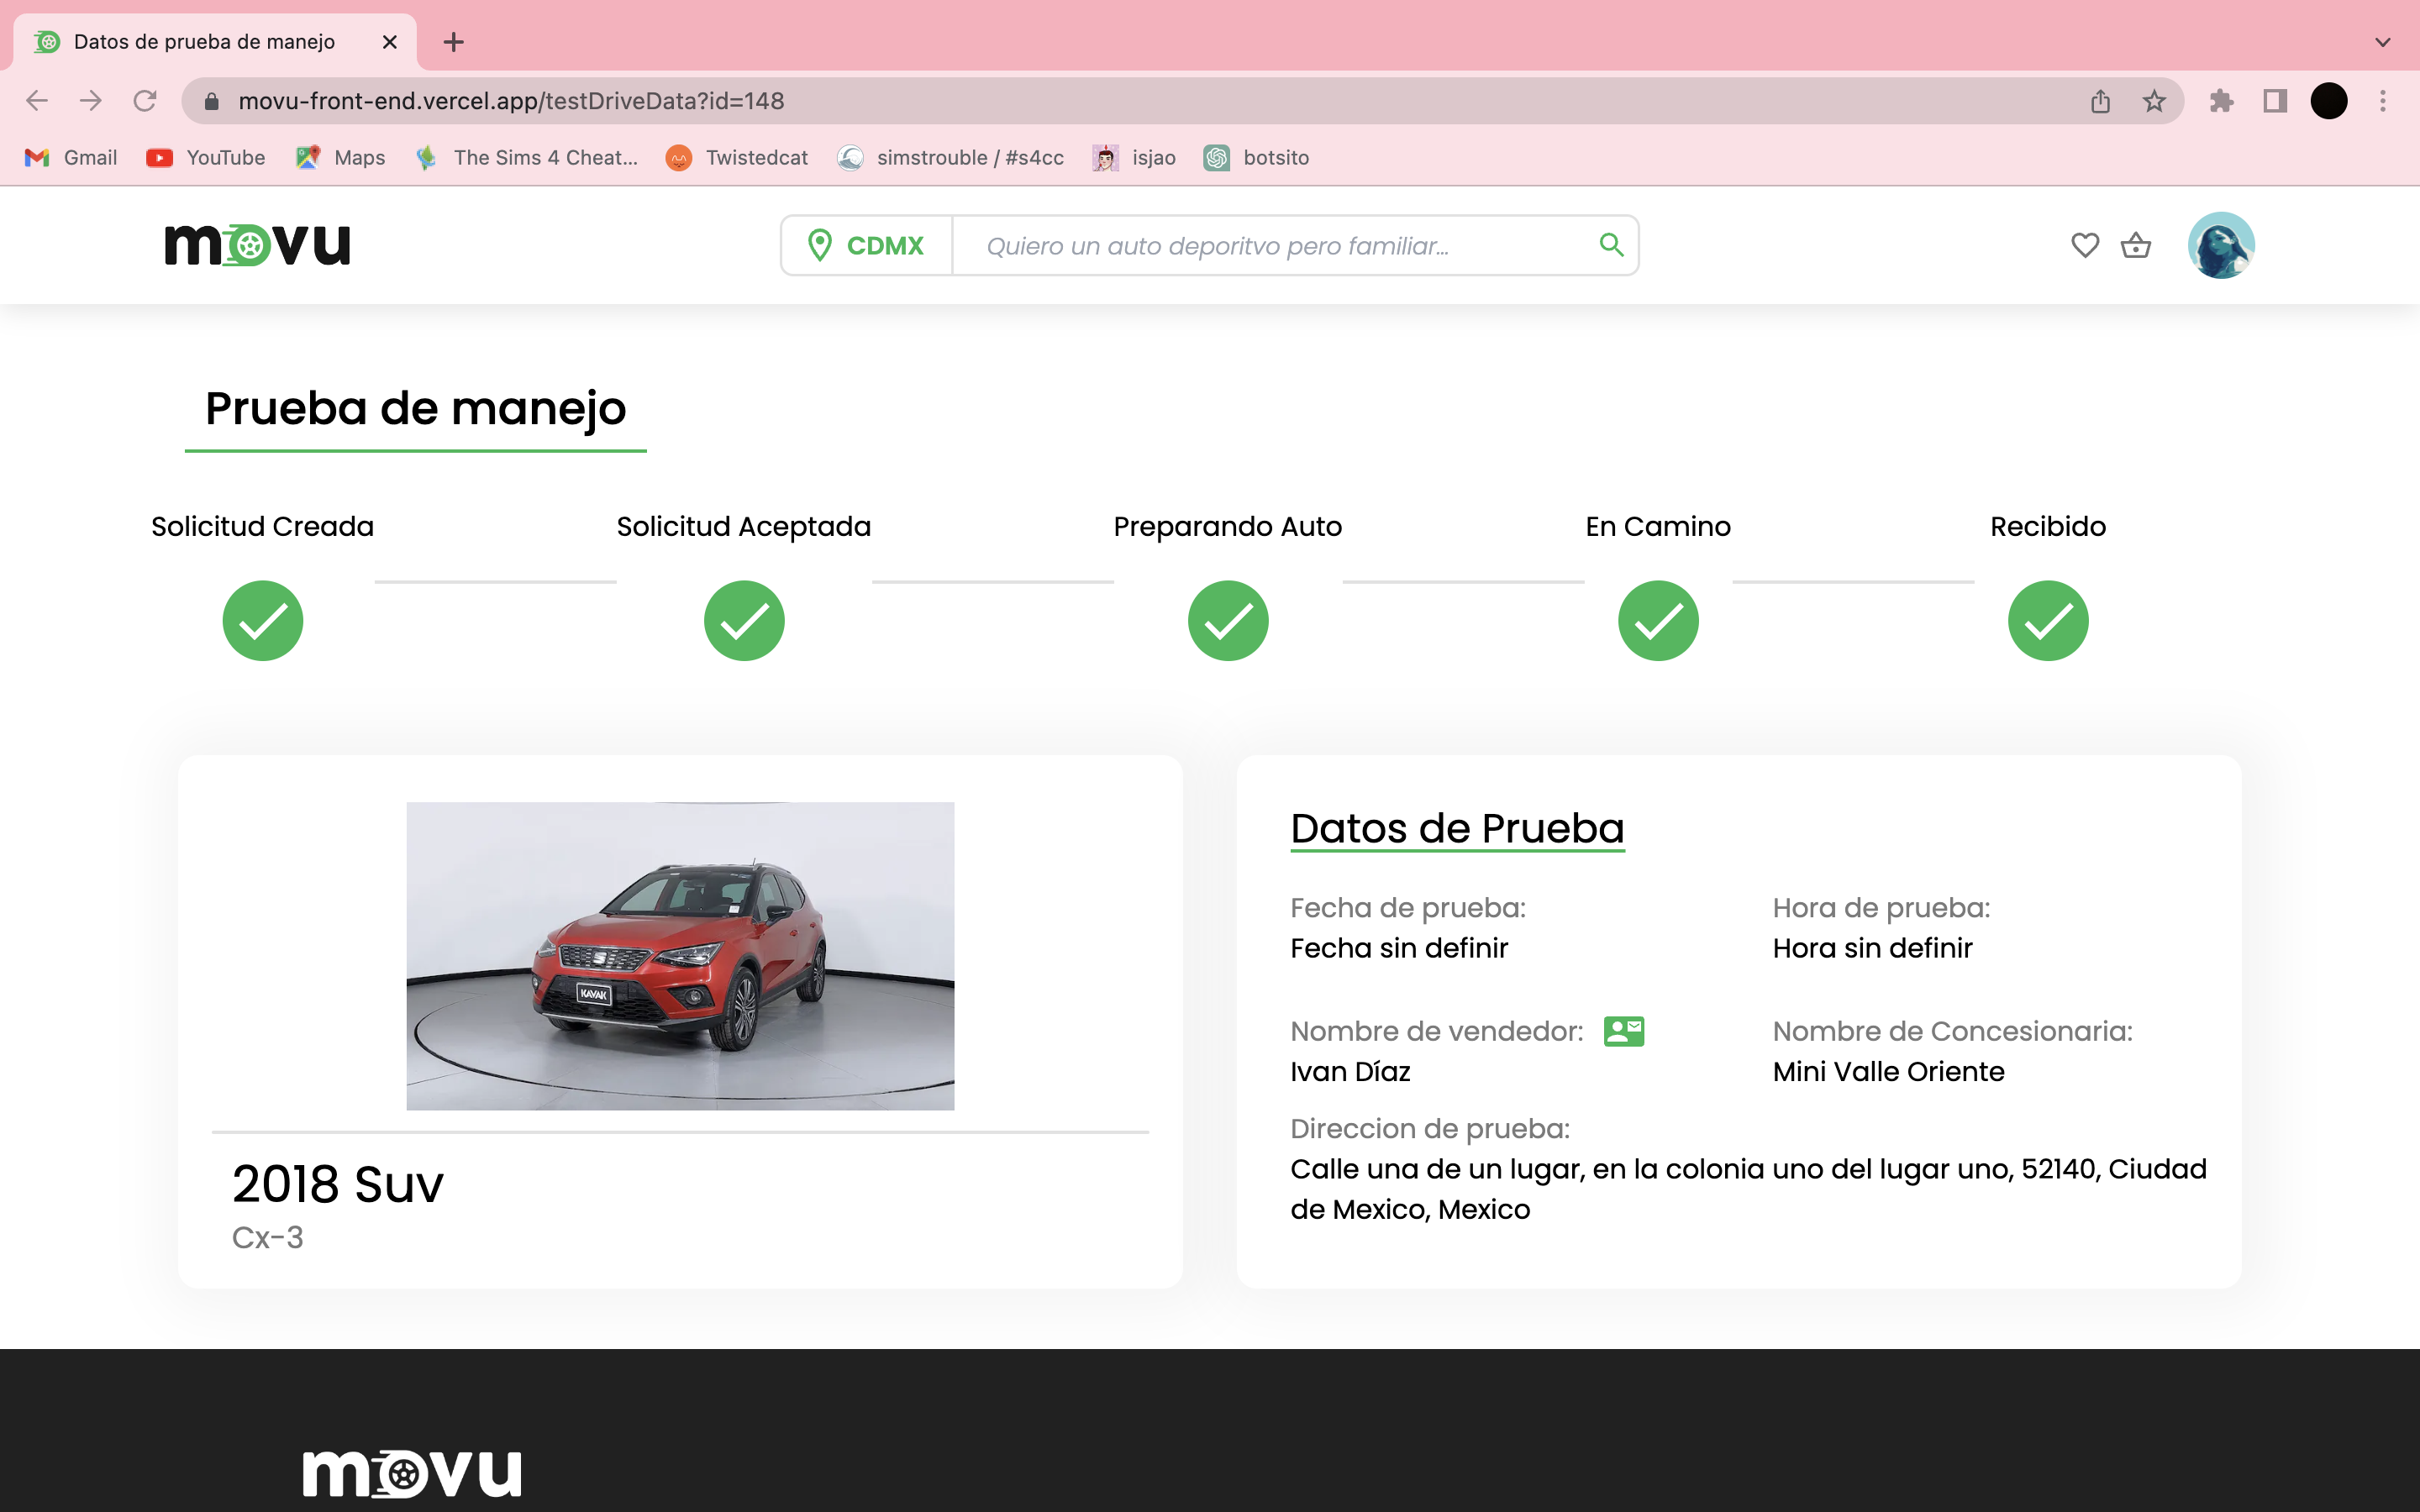 Datos de prueba de manejo
movu-front-end.vercel.app/testDriveData?id=148
Gmail YouTube Maps The Sims 4 Cheat... Twistedcat simstrouble / #s4cc isjao botsito
movu CDMX Quiero un auto deporitvo pero familiar...
Prueba de manejo
Solicitud Creada Solicitud Aceptada Preparando Auto En Camino Recibido
KAVAK
2018 Suv
Cx-3
Datos de Prueba
Fecha de prueba: Hora de prueba:
Fecha sin definir Hora sin definir
Nombre de vendedor: Nombre de Concesionaria:
Ivan Díaz Mini Valle Oriente
Direccion de prueba:
Calle una de un lugar, en la colonia uno del lugar uno, 52140, Ciudad
de Mexico, Mexico
movu